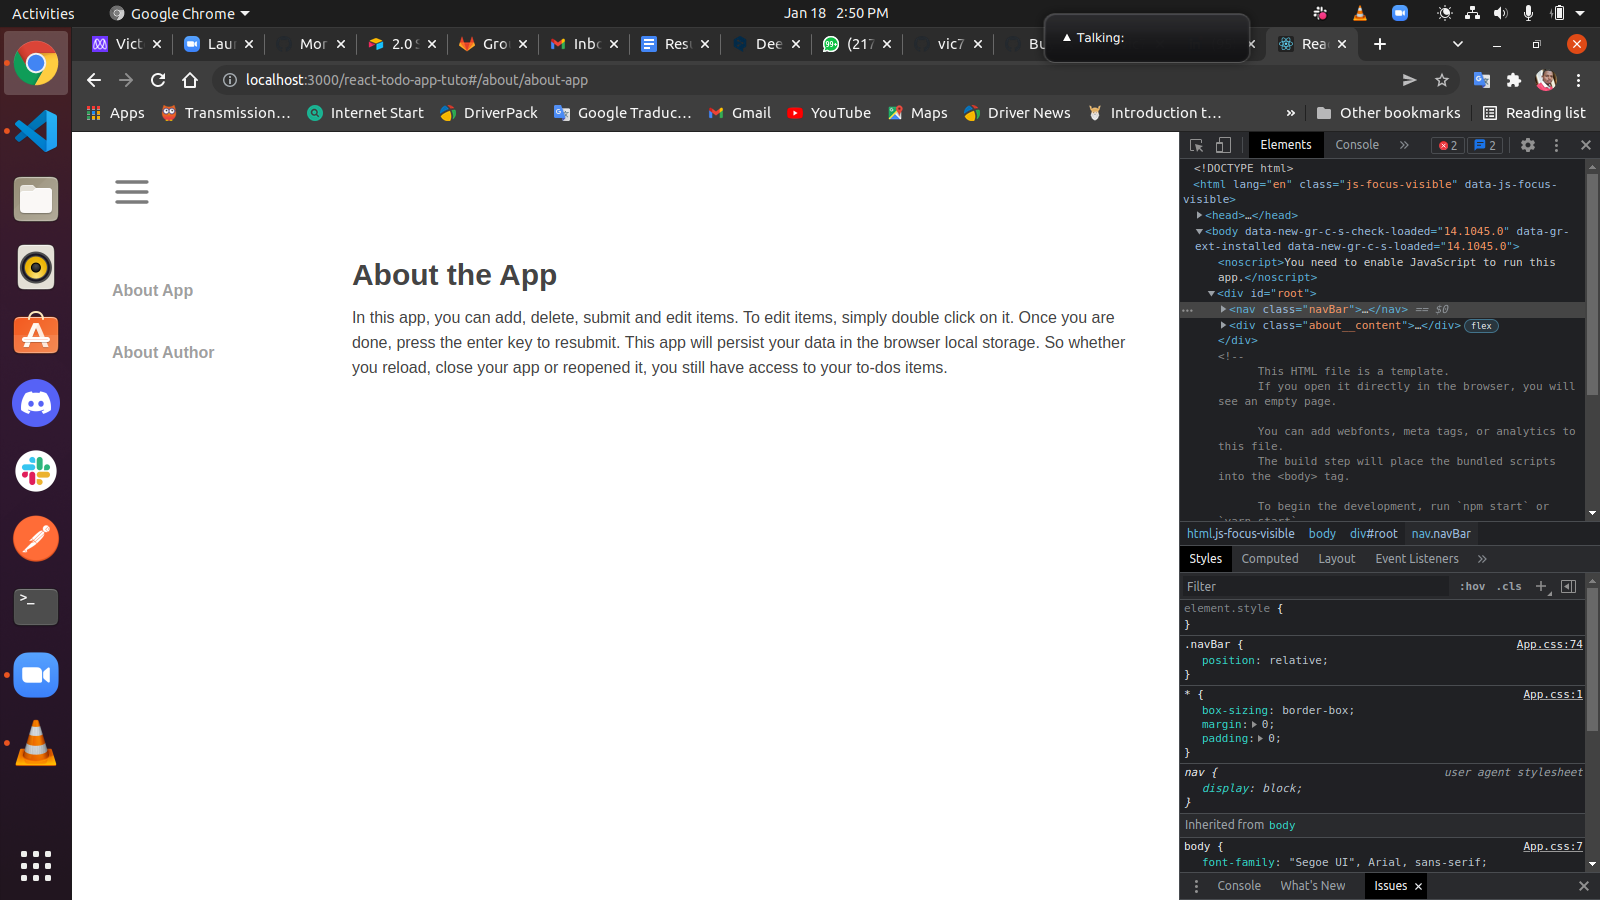 Activities
Google Chrome
Jan 18 2:50 PM
Vict
Laun
Mor
2.0 S
Gro
Inbo
Resu
Dee
(217
vic7
Bu
Talking:
Rea
localhost:3000/react-todo-app-tuto#/about/about-app
Apps
Transmission...
Internet Start
DriverPack
Google Traduc...
Gmail
YouTube
Maps
Driver News
Introduction t...
»
Other bookmarks
Reading list
About App
About Author
About the App
In this app, you can add, delete, submit and edit items. To edit items, simply double click on it. Once you are
done, press the enter key to resubmit. This app will persist your data in the browser local storage. So whether
you reload, close your app or reopened it, you still have access to your to-dos items.
Elements
Console
»
2
2
<!DOCTYPE html>
<html lang="en" class="js-focus-visible" data-js-focus-
visible>
<head>…</head>
<body data-new-gr-c-s-check-loaded="14.1045.0" data-gr-
ext-installed data-new-gr-c-s-loaded="14.1045.0">
<noscript>You need to enable JavaScript to run this
app.</noscript>
<div id="root">
<nav class="navBar">…</nav> == $0
<div class="about__content">…</div> flex
</div>
<!--
This HTML file is a template.
If you open it directly in the browser, you will
see an empty page.
You can add webfonts, meta tags, or analytics to
this file.
The build step will place the bundled scripts
into the <body> tag.
To begin the development, run `npm start` or
`yarn start`
html.js-focus-visible body div#root nav.navBar
Styles Computed Layout Event Listeners »
Filter :hov .cls +
element.style {
}
.navBar { App.css:74
position: relative;
}
* { App.css:1
box-sizing: border-box;
margin: 0;
padding: 0;
}
nav { user agent stylesheet
display: block;
}
Inherited from body
body { App.css:7
font-family: "Segoe UI", Arial, sans-serif;
Console What's New Issues